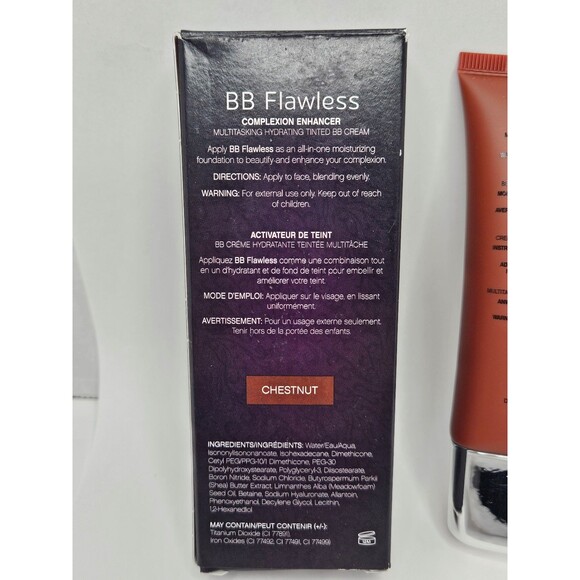 BB Flawless
COMPLEXION ENHANCER
MULTITASKING HYDRATING TINTED BB CREAM
Apply BB Flawless as an all-in-one moisturizing
foundation to beautify and enhance your complexion.
DIRECTIONS: Apply to face, blending evenly.
WARNING: For external use only. Keep out of reach
of children.
ACTIVATEUR DE TEINT
BB CRÈME HYDRATANTE TEINTÉE MULTITÂCHE
Appliquez BB Flawless comme une combinaison tout
en un d'hydratant et de fond de teint pour embellir et
améliorer votre teint.
MODE D'EMPLOI: Appliquer sur le visage, en lissant
uniformément.
AVERTISSEMENT: Pour un usage externe seulement.
Tenir hors de la portée des enfants.
CHESTNUT
INGREDIENTS/INGRÉDIENTS: Water/Eau/Aqua,
Isononylisononanoate, Isohexadecane, Dimethicone,
Cetyl PEG/PPG-10/1 Dimethicone, PEG-30
Dipolyhydroxystearate, Polyglyceryl-3, Diisostearate,
Boron Nitride, Sodium Chloride, Butyrospermum Parkii
(Shea) Butter Extract, Limnanthes Alba (Meadowfoam)
Seed Oil, Betaine, Sodium Hyaluronate, Allantoin,
Phenoxyethanol, Decylene Glycol, Lecithin,
1,2-Hexanediol
MAY CONTAIN/PEUT CONTENIR (+/-):
Titanium Dioxide (CI 77891),
Iron Oxides (CI 77492, CI 77491, CI 77499)